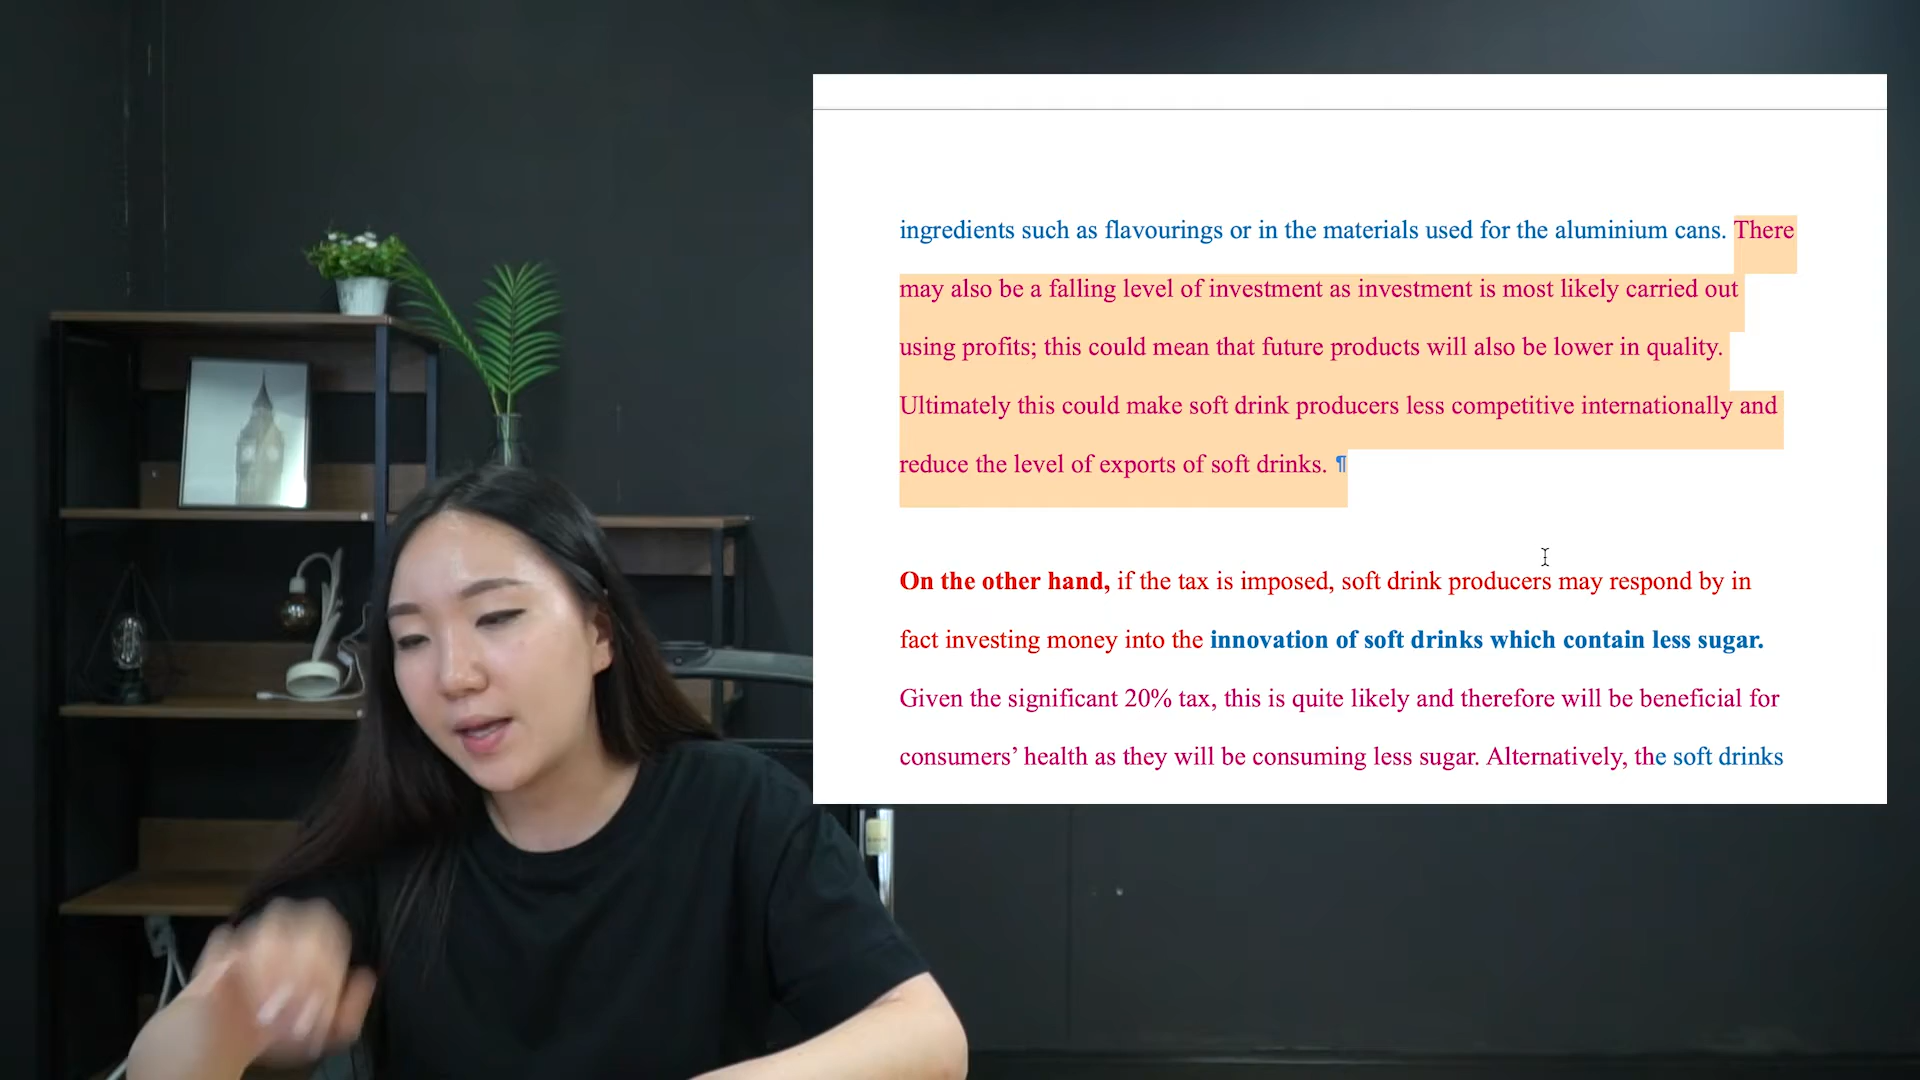 ingredients such as flavourings or in the materials used for the aluminium cans. There
may also be a falling level of investment as investment is most likely carried out
using profits; this could mean that future products will also be lower in quality.
Ultimately this could make soft drink producers less competitive internationally and
reduce the level of exports of soft drinks. ¶
On the other hand, if the tax is imposed, soft drink producers may respond by in
fact investing money into the innovation of soft drinks which contain less sugar.
Given the significant 20% tax, this is quite likely and therefore will be beneficial for
consumers’ health as they will be consuming less sugar. Alternatively, the soft drinks